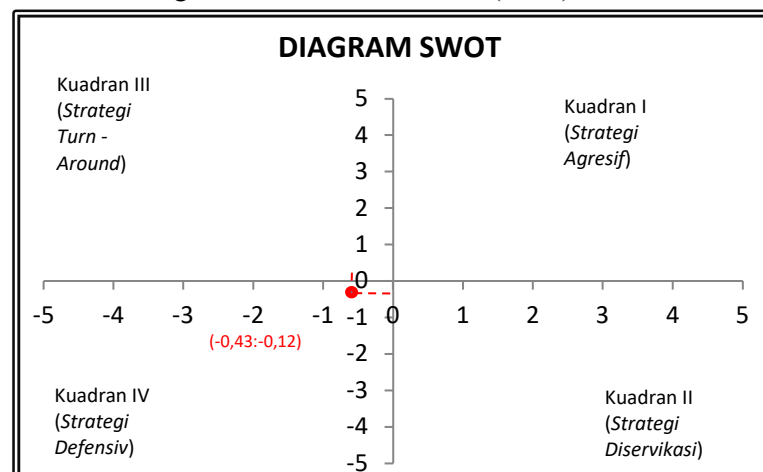 DIAGRAM SWOT
Kuadran III
(Strategi
Turn -
Around)
Kuadran I
(Strategi
Agresif)
5
4
3
2
1
0
-1
-2
-3
-4
-5
-5 -4 -3 -2 -1 0 1 2 3 4 5
(-0,43:-0,12)
Kuadran IV
(Strategi
Defensiv)
Kuadran II
(Strategi
Diservikasi)